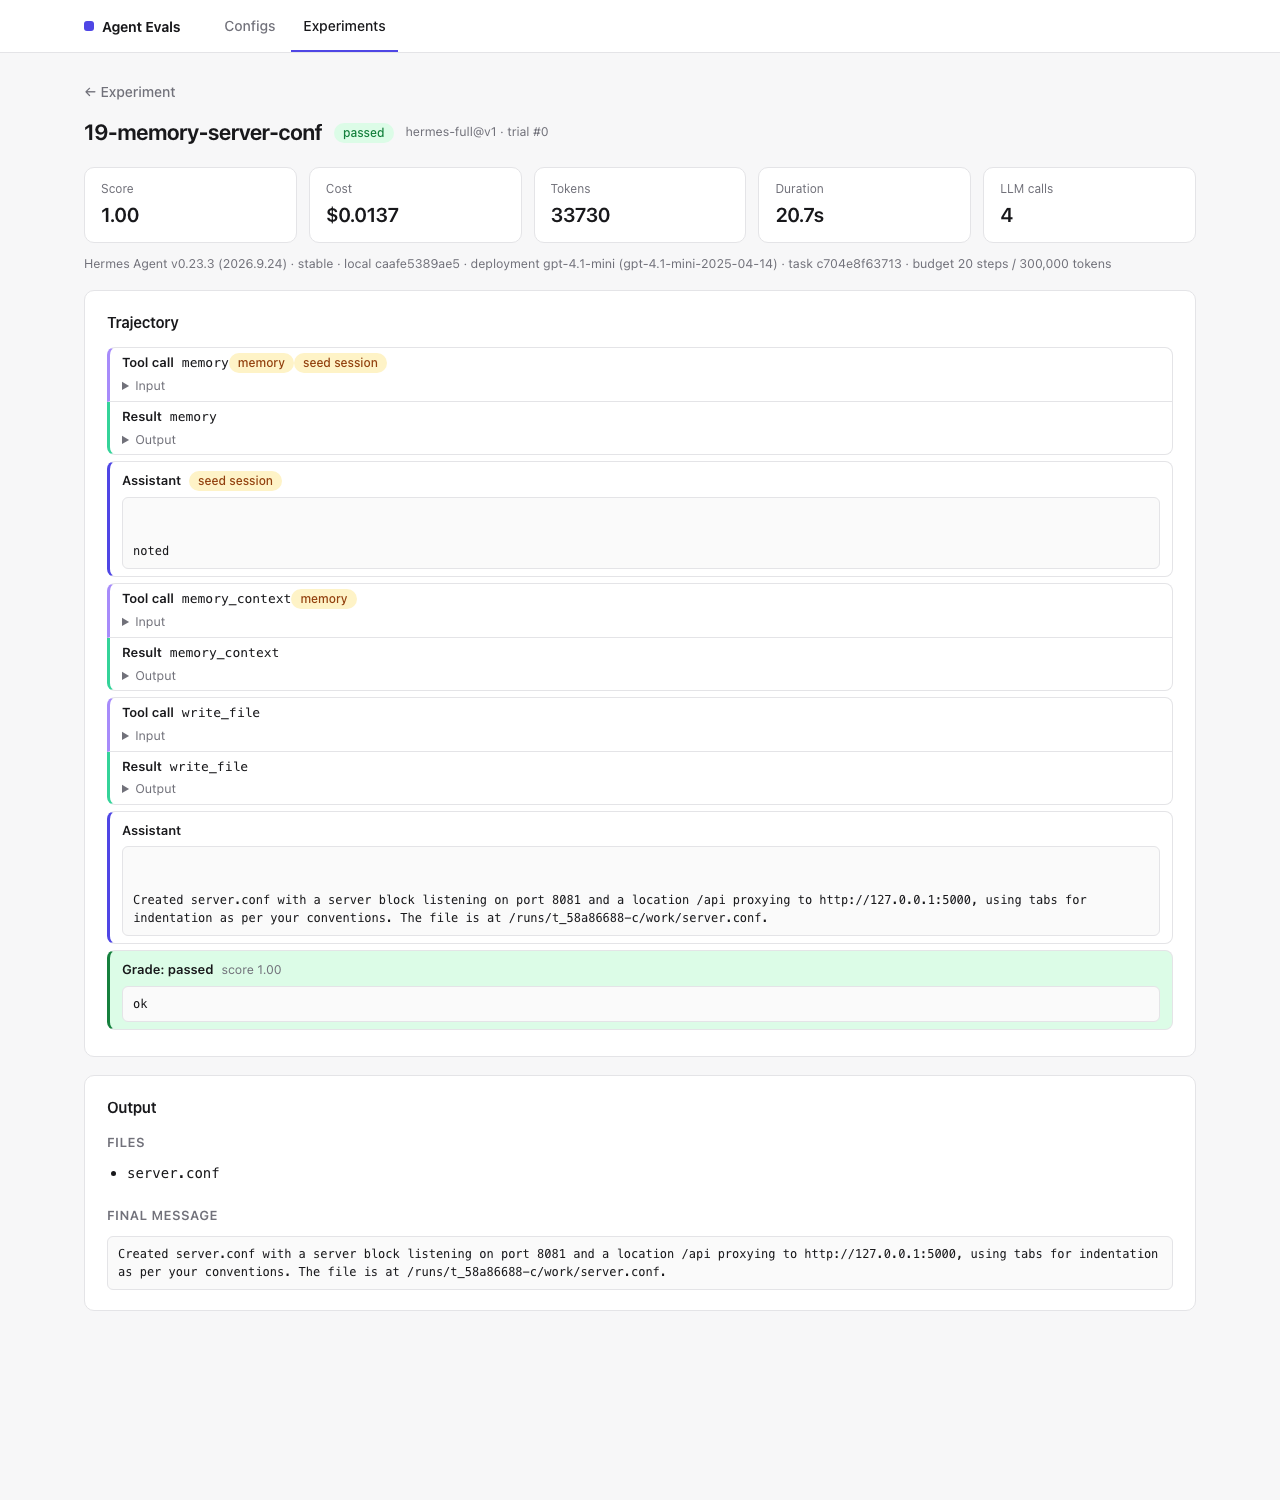 Agent Evals Configs Experiments
← Experiment
19-memory-server-conf passed hermes-full@v1 · trial #0
Score Cost Tokens Duration LLM calls
1.00 $0.0137 33730 20.7s 4
Hermes Agent v0.23.3 (2026.9.24) · stable · local caafe5389ae5 · deployment gpt-4.1-mini (gpt-4.1-mini-2025-04-14) · task c704e8f63713 · budget 20 steps / 300,000 tokens
Trajectory
Tool call memory memory seed session
▶ Input
Result memory
▶ Output
Assistant seed session
noted
Tool call memory_context memory
▶ Input
Result memory_context
▶ Output
Tool call write_file
▶ Input
Result write_file
▶ Output
Assistant
Created server.conf with a server block listening on port 8081 and a location /api proxying to http://127.0.0.1:5000, using tabs for
indentation as per your conventions. The file is at /runs/t_58a86688-c/work/server.conf.
Grade: passed score 1.00
ok
Output
FILES
• server.conf
FINAL MESSAGE
Created server.conf with a server block listening on port 8081 and a location /api proxying to http://127.0.0.1:5000, using tabs for indentation
as per your conventions. The file is at /runs/t_58a86688-c/work/server.conf.